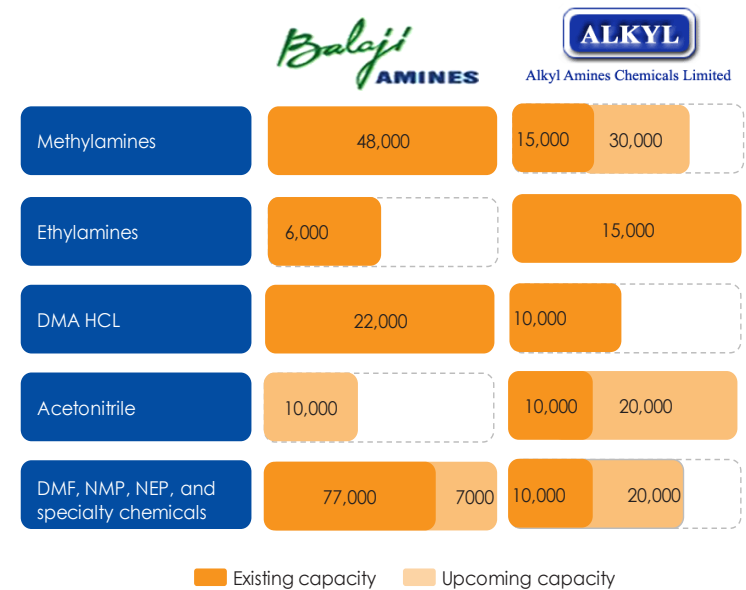 Balaji
AMINES
ALKYL
Alkyl Amines Chemicals Limited
Methylamines
48,000
15,000
30,000
Ethylamines
6,000
15,000
DMA HCL
22,000
10,000
Acetonitrile
10,000
10,000
20,000
DMF, NMP, NEP, and
specialty chemicals
77,000
7000
10,000
20,000
Existing capacity
Upcoming capacity